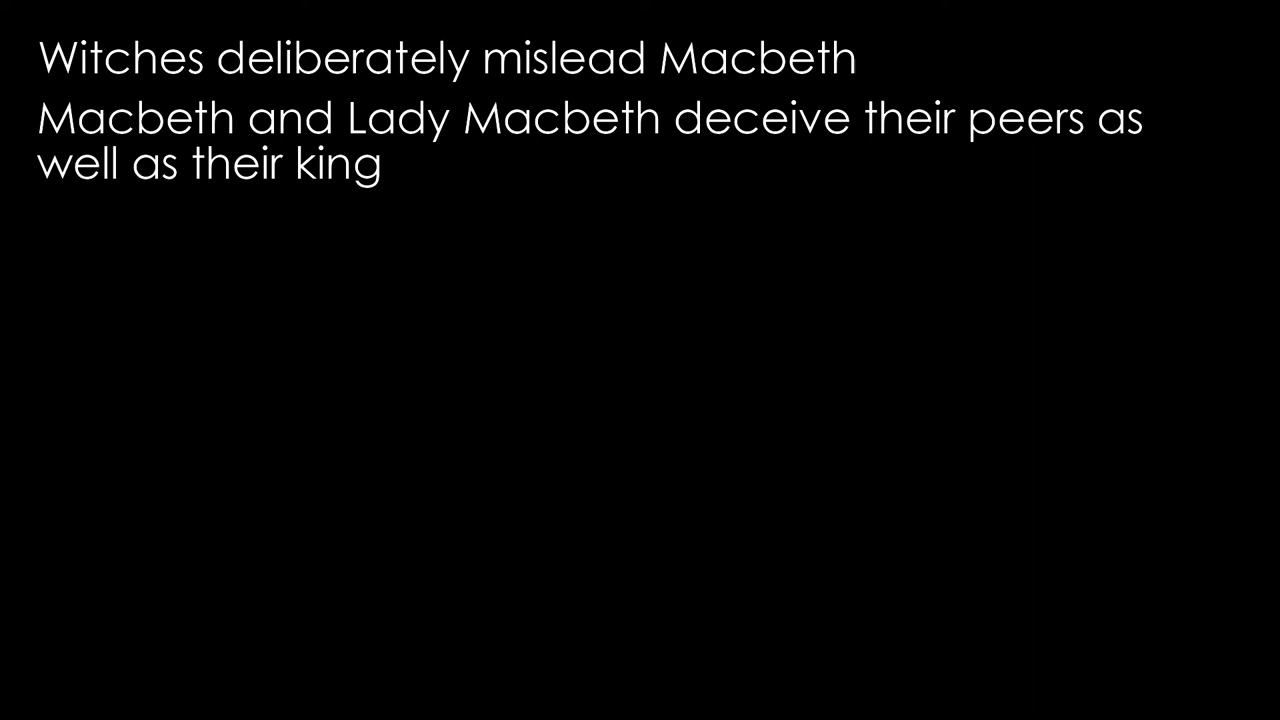 Witches deliberately mislead Macbeth
Macbeth and Lady Macbeth deceive their peers as
well as their king